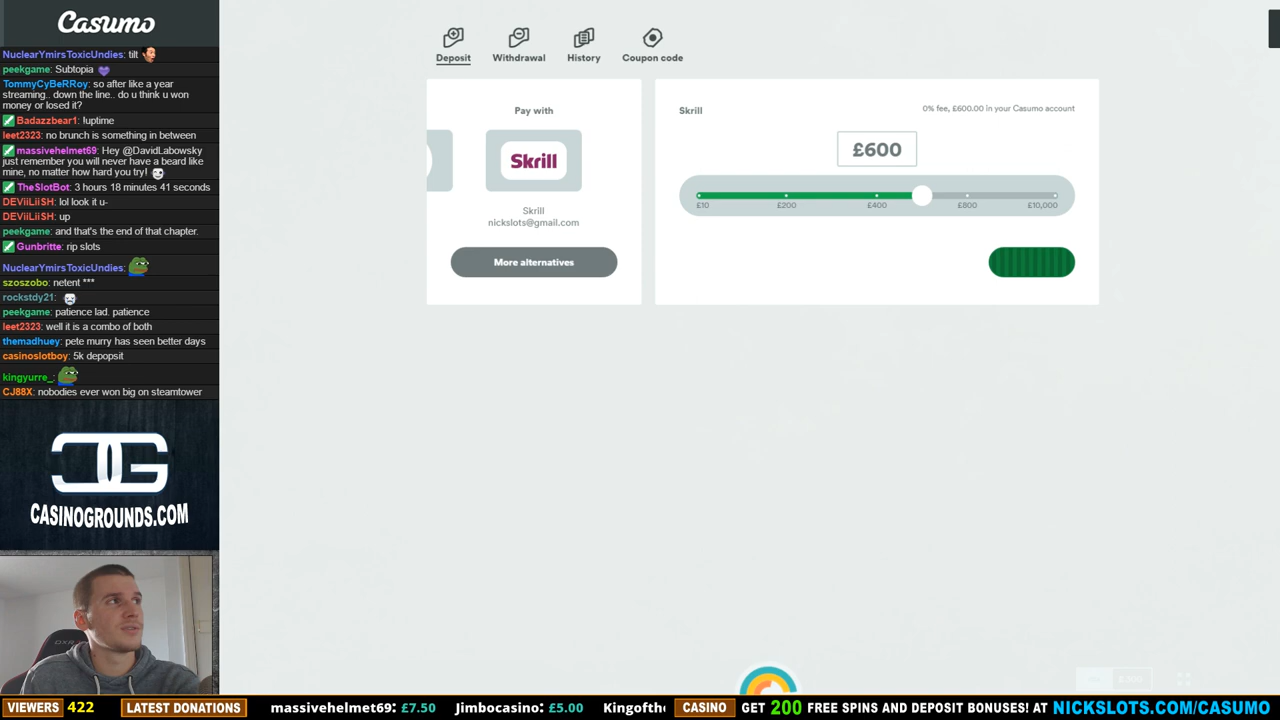 Casumo
NuclearYmirsToxicUndies: tilt
peekgame: Subtopia
TommyCyBeRRoy: so after like a year
streaming.. down the line.. do u think u won
money or losed it?
Badazzbear1: !uptime
leet2323: no brunch is something in between
massivehelmet69: Hey @DavidLabowsky
just remember you will never have a beard like
mine, no matter how hard you try!
TheSlotBot: 3 hours 18 minutes 41 seconds
DEViiLiiSH: lol look it u-
DEViiLiiSH: up
peekgame: and that's the end of that chapter.
Gunbritte: rip slots
NuclearYmirsToxicUndies:
szoszobo: netent ***
rockstdy21:
peekgame: patience lad. patience
leet2323: well it is a combo of both
themadhuey: pete murry has seen better days
casinoslotboy: 5k depopsit
kingyurre_:
CJ88X: nobodies ever won big on steamtower
CASINOGROUNDS.COM
Deposit
Withdrawal
History
Coupon code
Pay with
Skrill
Skrill
nickslots@gmail.com
More alternatives
Skrill
0% fee, £600.00 in your Casumo account
£600
£10
£200
£400
£800
£10,000
VIEWERS 422
LATEST DONATIONS
massivehelmet69: £7.50
Jimbocasino: £5.00
Kingofth
CASINO
GET 200 FREE SPINS AND DEPOSIT BONUSES! AT NICKSLOTS.COM/CASUMO